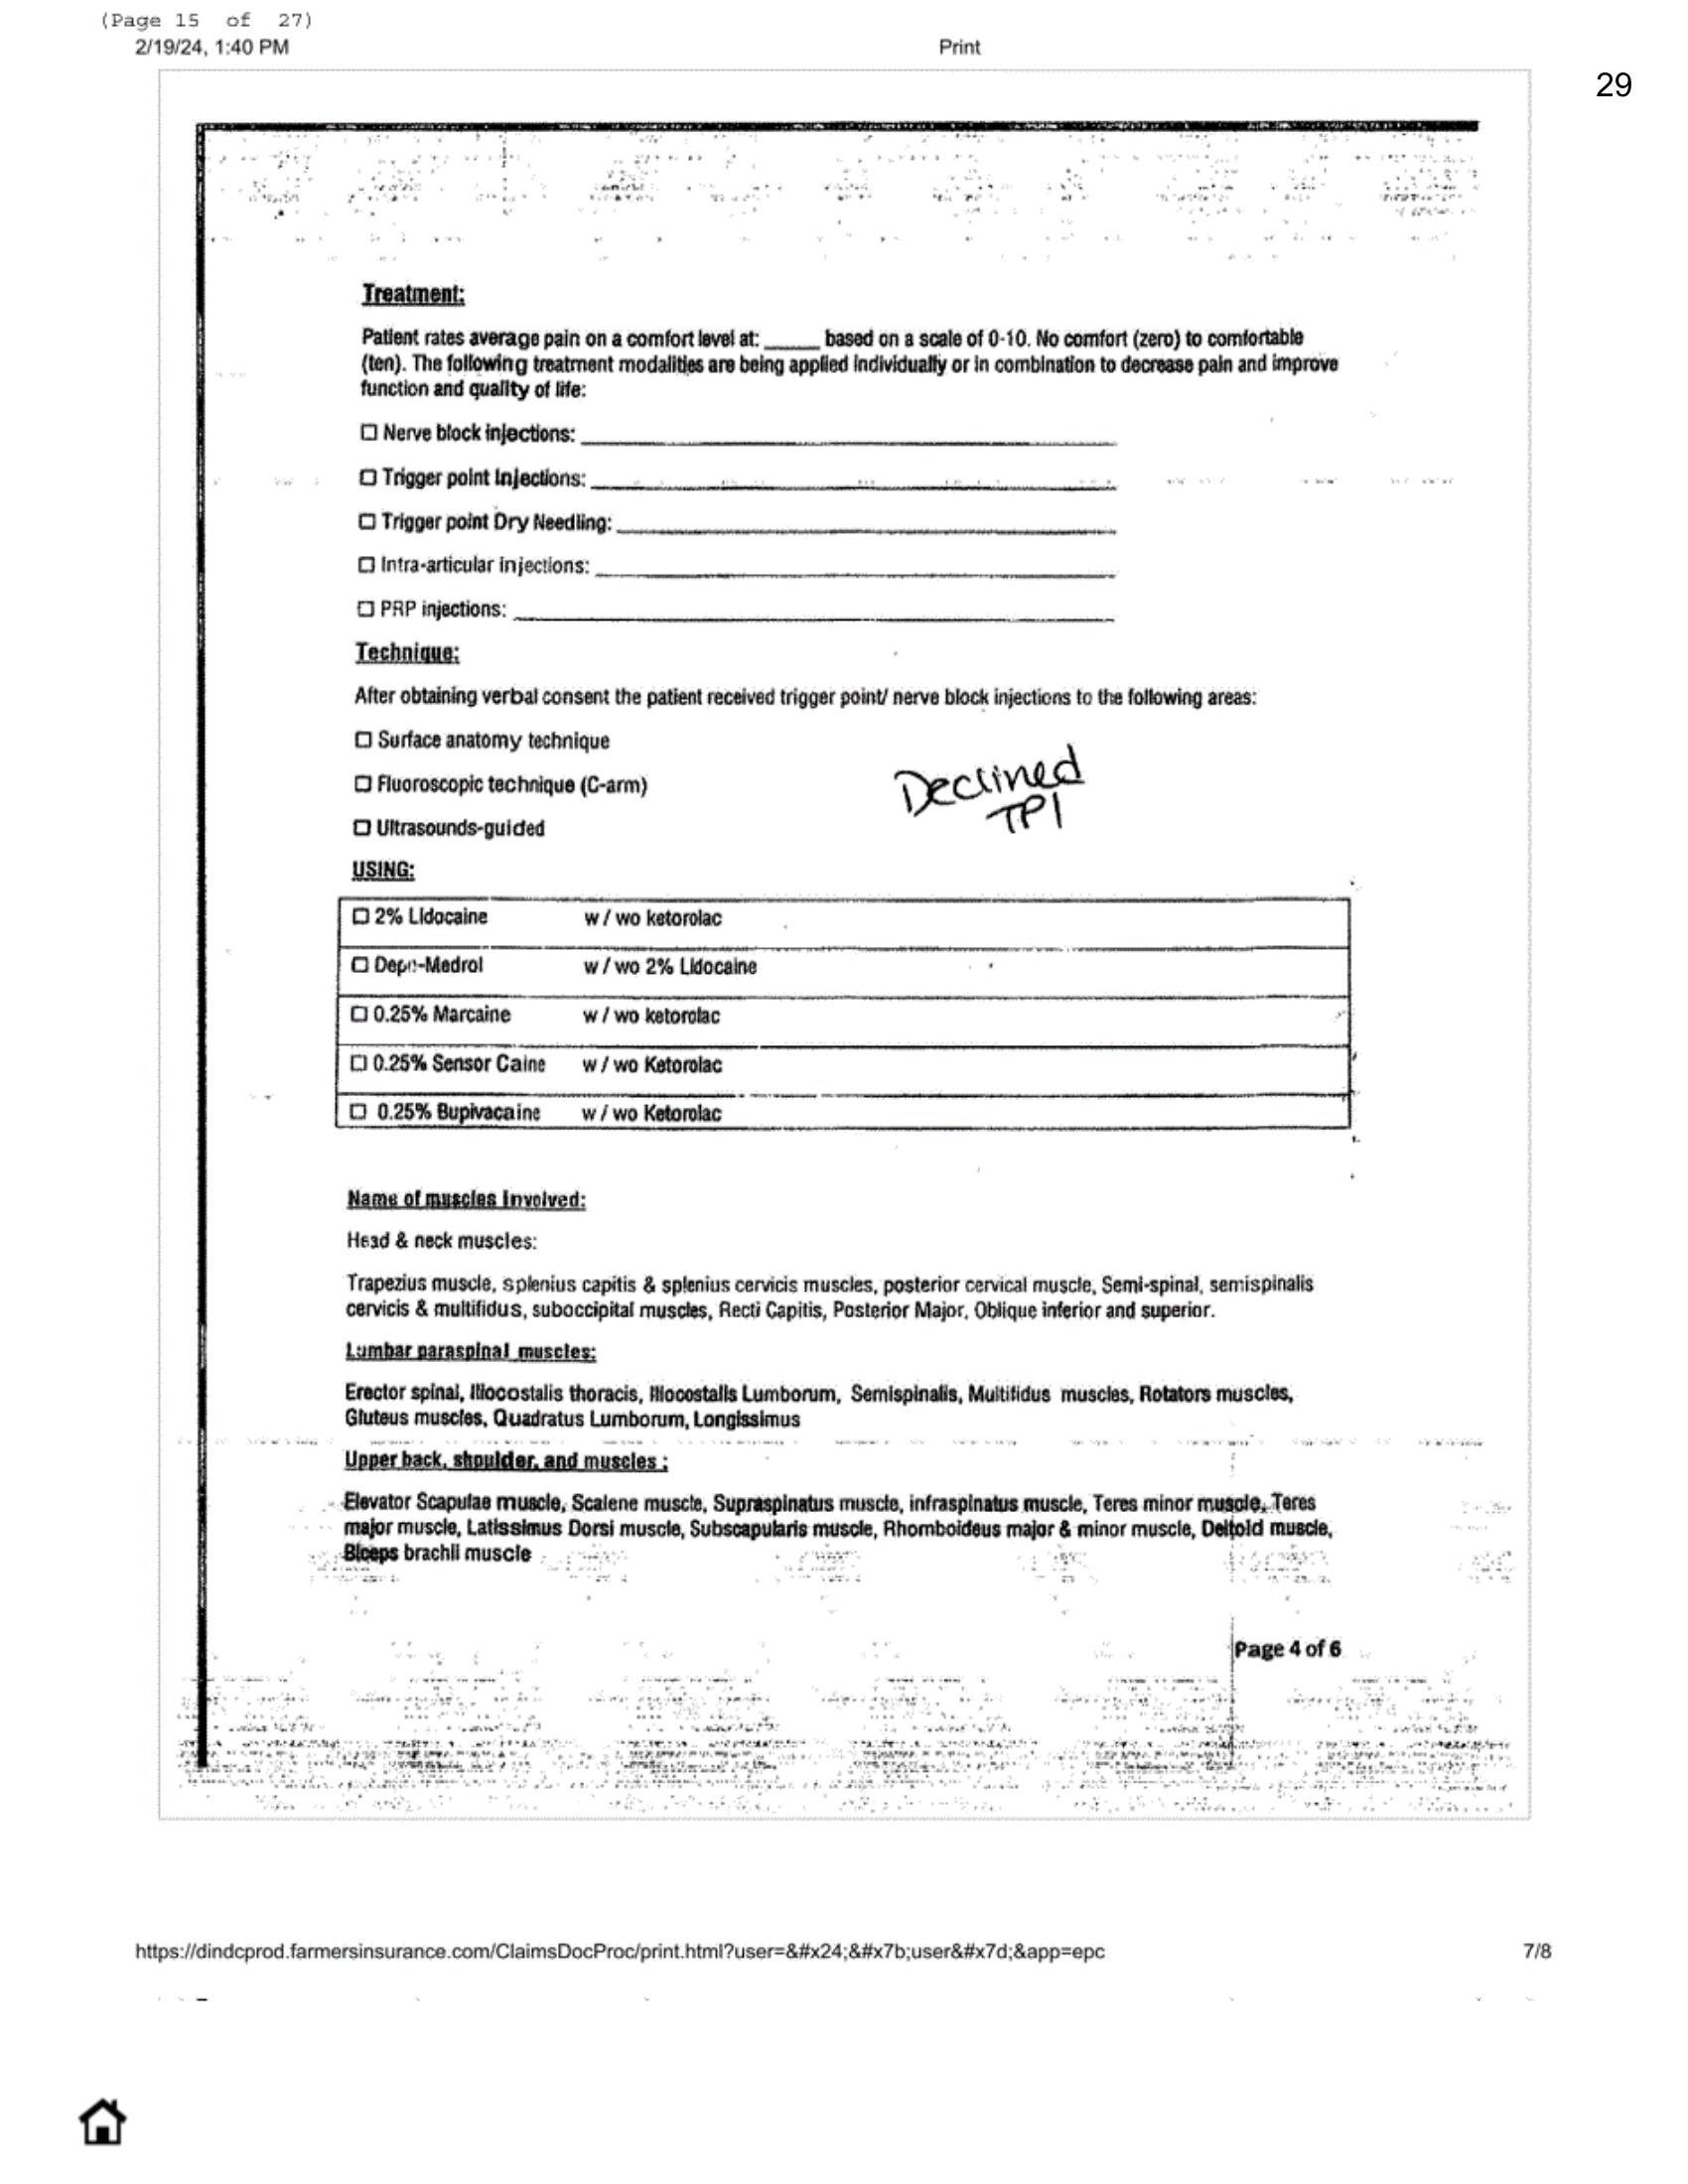 (Page 15 of 27)
2/19/24, 1:40 PM Print
29
Treatment:
Patient rates average pain on a comfort level at: ______ based on a scale of 0-10. No comfort (zero) to comfortable
(ten). The following treatment modalities are being applied individually or in combination to decrease pain and improve
function and quality of life:
☐ Nerve block injections: ______
☐ Trigger point Injections: ______
☐ Trigger point Dry Needling: ______
☐ Intra-articular injections: ______
☐ PRP injections: ______
Technique:
After obtaining verbal consent the patient received trigger point/ nerve block injections to the following areas:
☐ Surface anatomy technique
☐ Fluoroscopic technique (C-arm)
Declined
TPI
☐ Ultrasounds-guided
USING:
☐ 2% Lidocaine w / wo ketorolac
☐ Depo-Medrol w / wo 2% Lidocaine
☐ 0.25% Marcaine w / wo ketorolac
☐ 0.25% Sensor Caine w / wo Ketorolac
☐ 0.25% Bupivacaine w / wo Ketorolac
Name of muscles Involved:
Head & neck muscles:
Trapezius muscle, splenius capitis & splenius cervicis muscles, posterior cervical muscle, Semi-spinal, semispinalis
cervicis & multifidus, suboccipital muscles, Recti Capitis, Posterior Major, Oblique inferior and superior.
Lumbar paraspinal muscles:
Erector spinal, Iliocostalis thoracis, Iliocostalis Lumborum, Semispinalis, Multifidus muscles, Rotators muscles,
Gluteus muscles, Quadratus Lumborum, Longissimus
Upper back, shoulder, and muscles :
Elevator Scapulae muscle, Scalene muscle, Supraspinatus muscle, infraspinatus muscle, Teres minor muscle, Teres
major muscle, Latissimus Dorsi muscle, Subscapularis muscle, Rhomboideus major & minor muscle, Deltoid muscle,
Biceps brachii muscle
Page 4 of 6
https://dindcprod.farmersinsurance.com/ClaimsDocProc/print.html?user=&#x24;&#x7b;user&#x7d;&app=epc 7/8